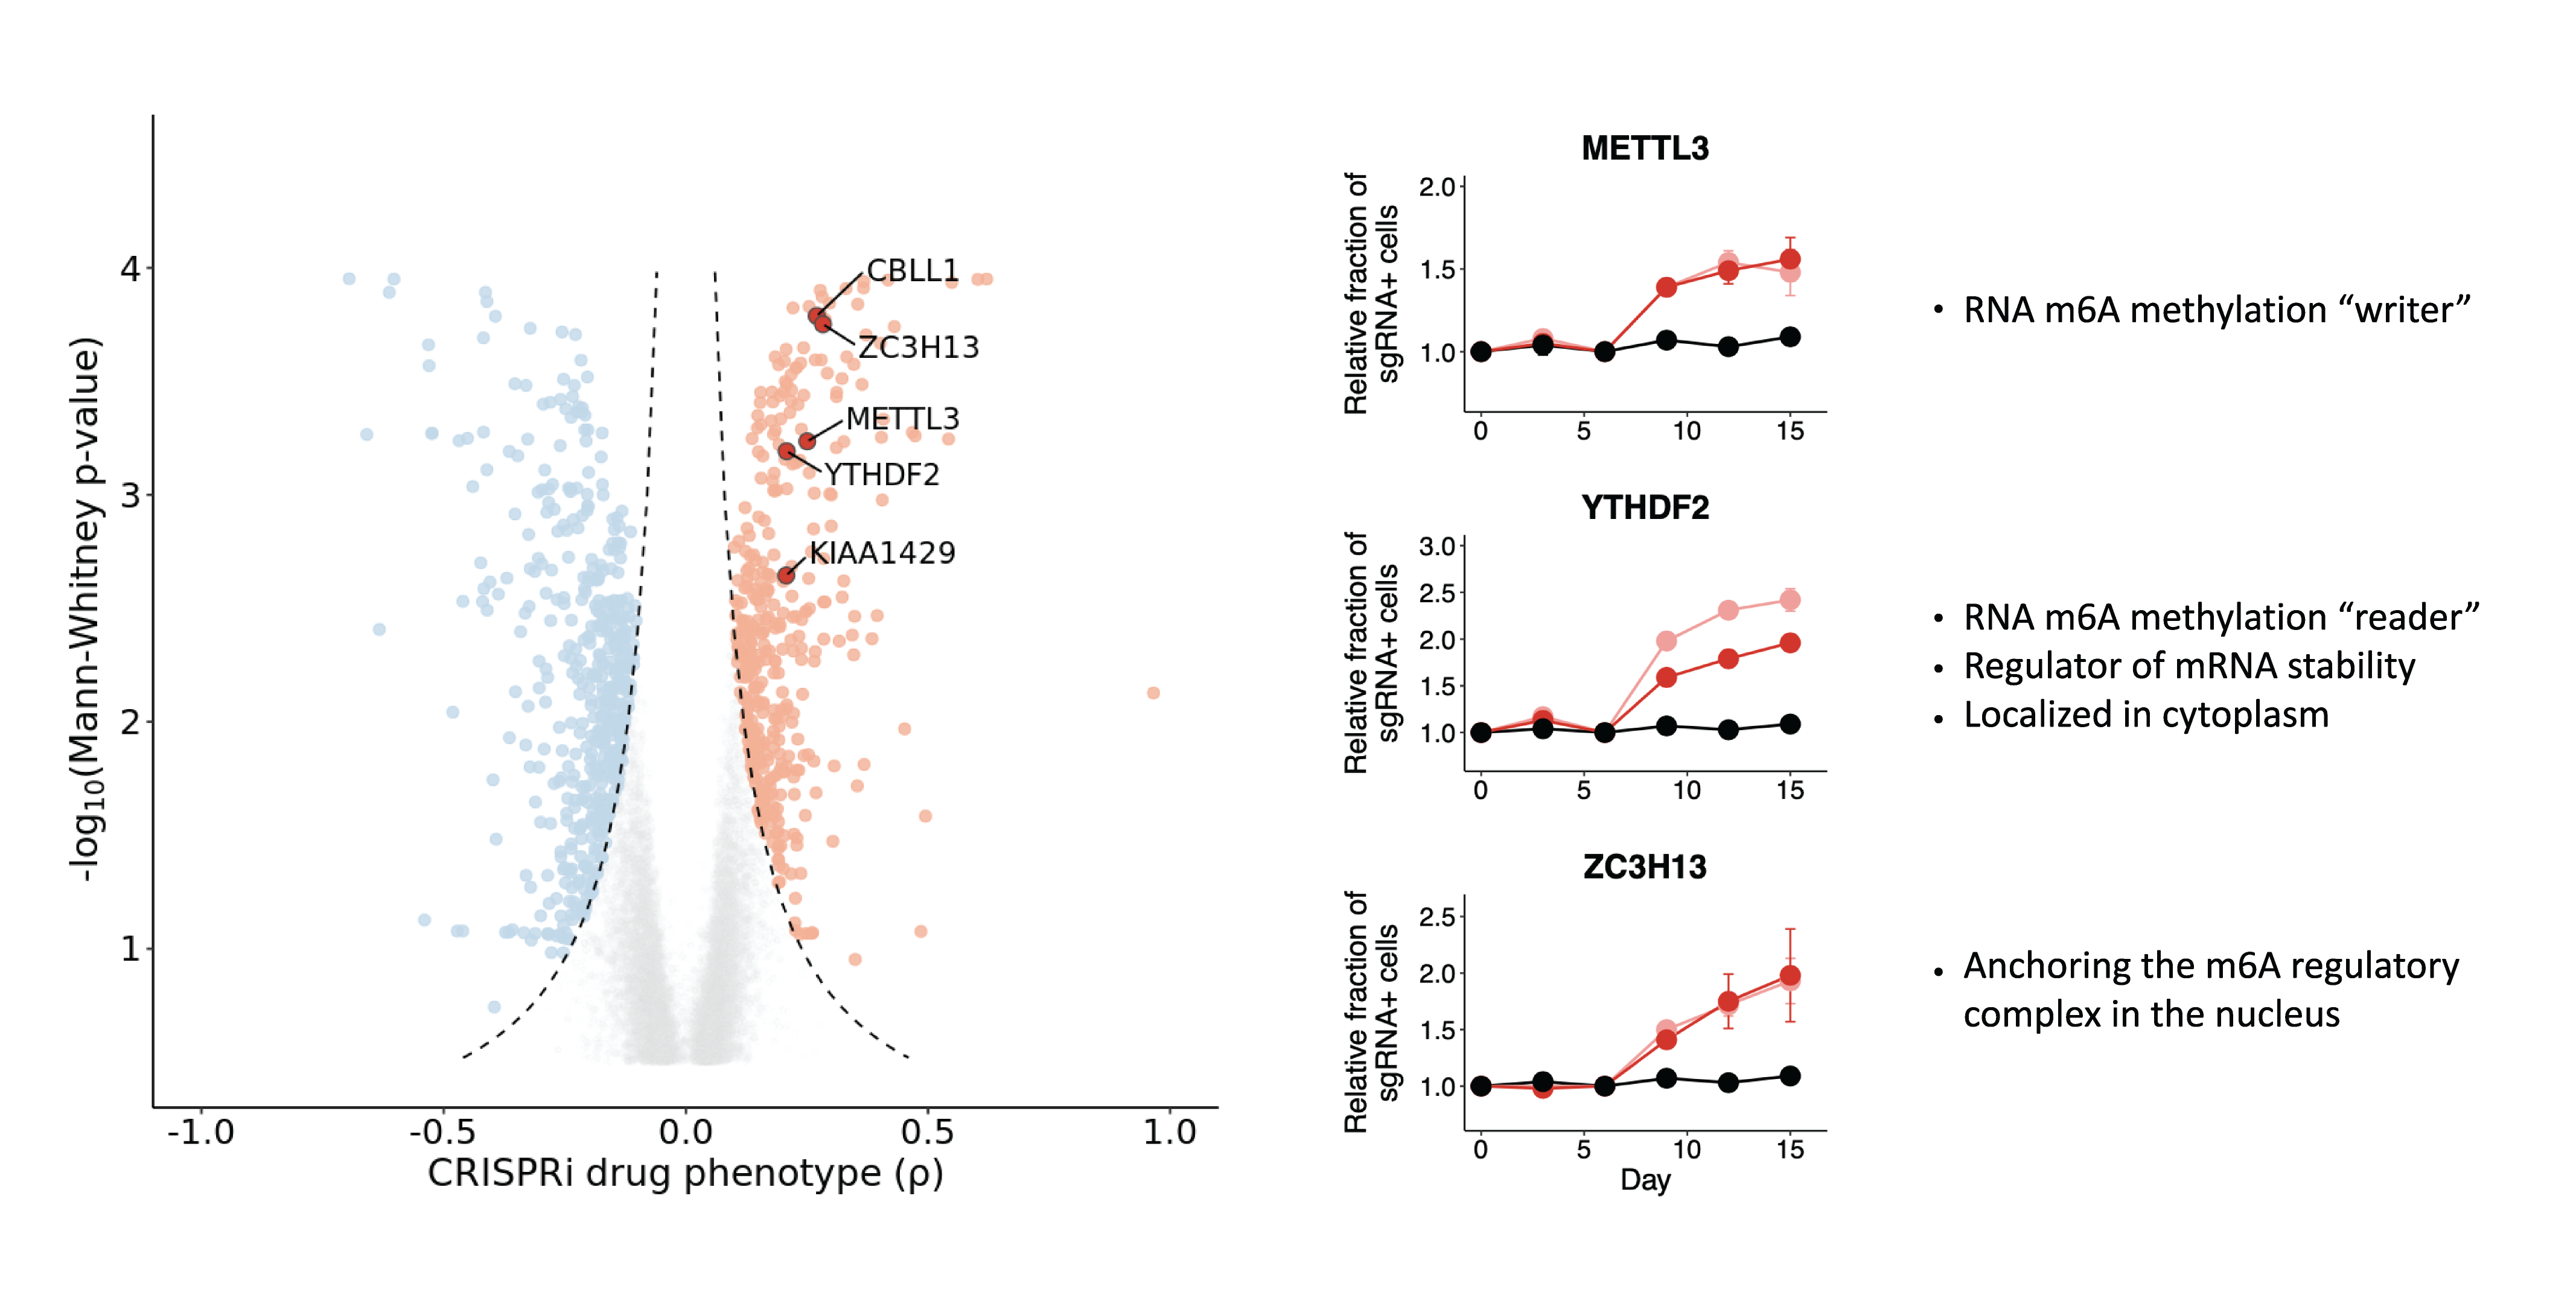 -log10(Mann-Whitney p-value)
4
3
2
1
CBLL1
ZC3H13
METTL3
YTHDF2
KIAA1429
-1.0 -0.5 0.0 0.5 1.0
CRISPRi drug phenotype (ρ)
METTL3
Relative fraction of
sgRNA+ cells
2.0
1.5
1.0
0 5 10 15
• RNA m6A methylation “writer”
YTHDF2
Relative fraction of
sgRNA+ cells
3.0
2.5
2.0
1.5
1.0
0 5 10 15
• RNA m6A methylation “reader”
• Regulator of mRNA stability
• Localized in cytoplasm
ZC3H13
Relative fraction of
sgRNA+ cells
2.5
2.0
1.5
1.0
0 5 10 15
Day
• Anchoring the m6A regulatory
complex in the nucleus